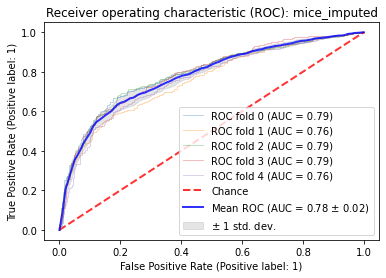 Receiver operating characteristic (ROC): mice_imputed
True Positive Rate (Positive label: 1)
1.0
0.8
0.6
0.4
0.2
0.0
ROC fold 0 (AUC = 0.79)
ROC fold 1 (AUC = 0.76)
ROC fold 2 (AUC = 0.79)
ROC fold 3 (AUC = 0.79)
ROC fold 4 (AUC = 0.76)
Chance
Mean ROC (AUC = 0.78 ± 0.02)
± 1 std. dev.
0.0 0.2 0.4 0.6 0.8 1.0
False Positive Rate (Positive label: 1)